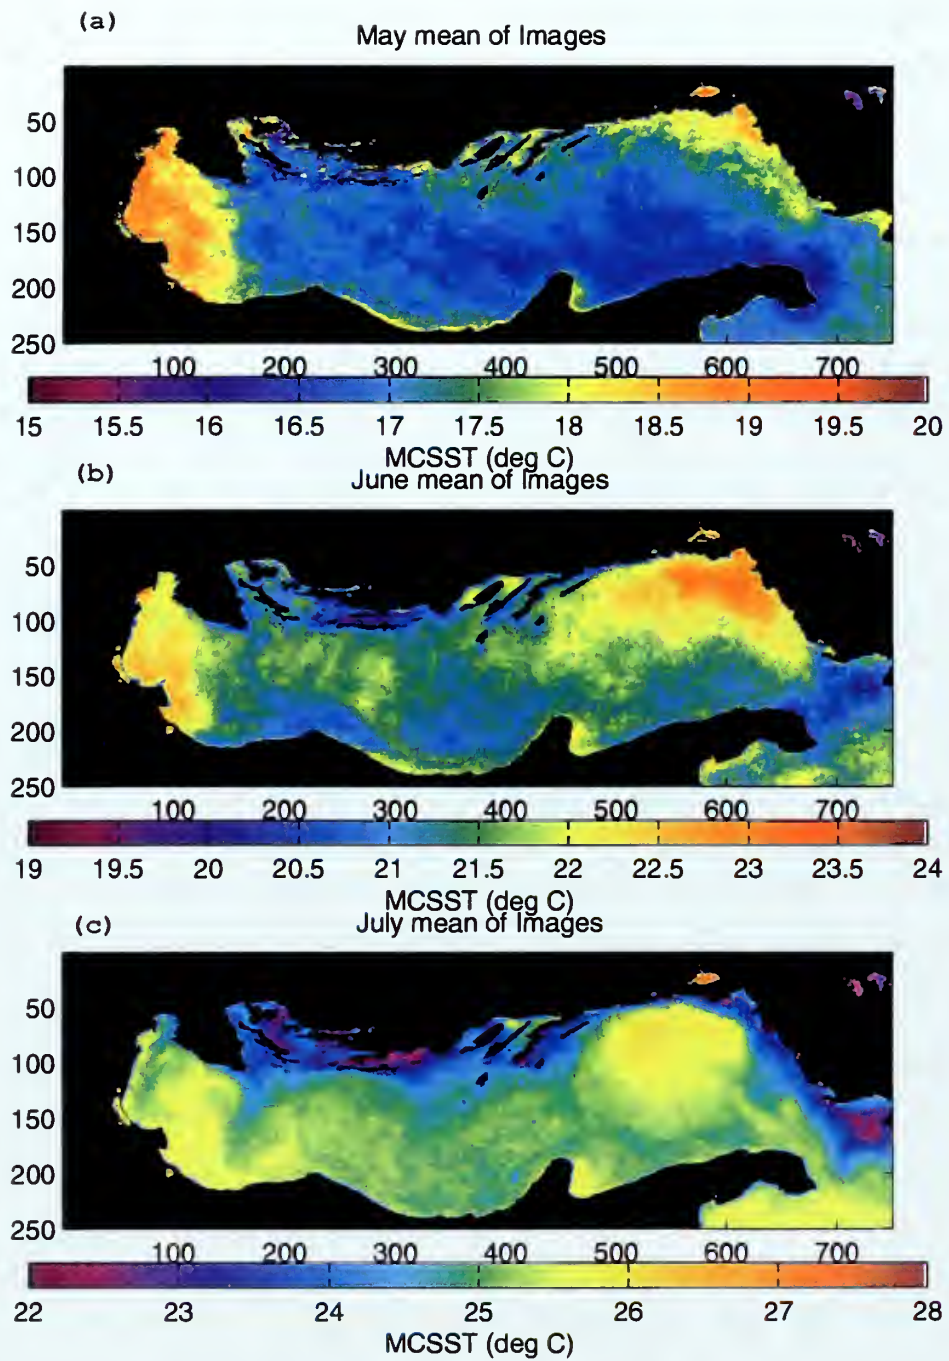 (a)
May mean of Images
50
100
150
200
250
100 200 300 400 500 600 700
15 15.5 16 16.5 17 17.5 18 18.5 19 19.5 20
MCSST (deg C)
(b)
June mean of Images
50
100
150
200
250
100 200 300 400 500 600 700
19 19.5 20 20.5 21 21.5 22 22.5 23 23.5 24
MCSST (deg C)
(c)
July mean of Images
50
100
150
200
250
100 200 300 400 500 600 700
22 23 24 25 26 27 28
MCSST (deg C)